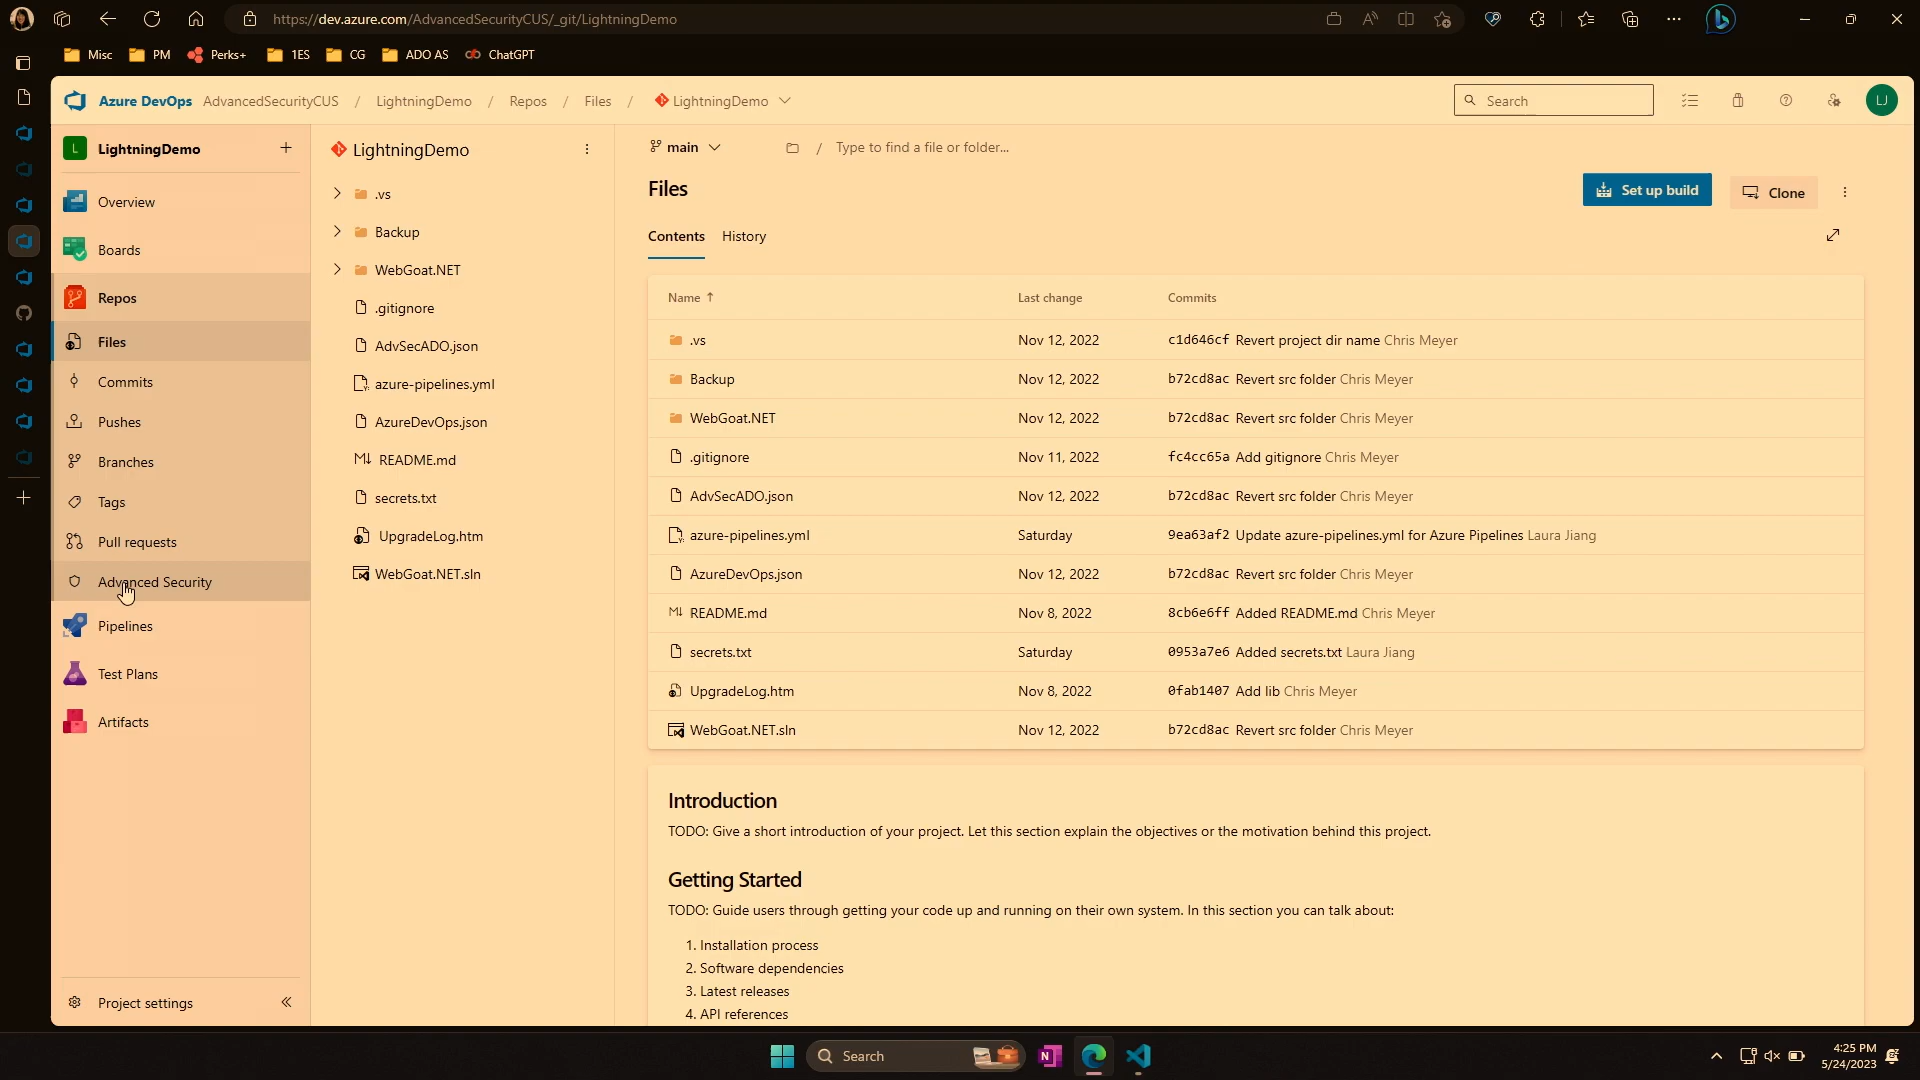 https://dev.azure.com/AdvancedSecurityCUS/_git/LightningDemo
Misc PM Perks+ 1ES CG ADO AS ChatGPT
Azure DevOps AdvancedSecurityCUS / LightningDemo / Repos / Files / LightningDemo
Search
LJ
L LightningDemo
Overview
Boards
Repos
Files
Commits
Pushes
Branches
Tags
Pull requests
Advanced Security
Pipelines
Test Plans
Artifacts
Project settings
LightningDemo
.vs
Backup
WebGoat.NET
.gitignore
AdvSecADO.json
azure-pipelines.yml
AzureDevOps.json
README.md
secrets.txt
UpgradeLog.htm
WebGoat.NET.sln
main / Type to find a file or folder...
Files
Set up build
Clone
Contents History
Name ↑ Last change Commits
.vs Nov 12, 2022 c1d646cf Revert project dir name Chris Meyer
Backup Nov 12, 2022 b72cd8ac Revert src folder Chris Meyer
WebGoat.NET Nov 12, 2022 b72cd8ac Revert src folder Chris Meyer
.gitignore Nov 11, 2022 fc4cc65a Add gitignore Chris Meyer
AdvSecADO.json Nov 12, 2022 b72cd8ac Revert src folder Chris Meyer
azure-pipelines.yml Saturday 9ea63af2 Update azure-pipelines.yml for Azure Pipelines Laura Jiang
AzureDevOps.json Nov 12, 2022 b72cd8ac Revert src folder Chris Meyer
README.md Nov 8, 2022 8cb6e6ff Added README.md Chris Meyer
secrets.txt Saturday 0953a7e6 Added secrets.txt Laura Jiang
UpgradeLog.htm Nov 8, 2022 0fab1407 Add lib Chris Meyer
WebGoat.NET.sln Nov 12, 2022 b72cd8ac Revert src folder Chris Meyer
Introduction
TODO: Give a short introduction of your project. Let this section explain the objectives or the motivation behind this project.
Getting Started
TODO: Guide users through getting your code up and running on their own system. In this section you can talk about:
1. Installation process
2. Software dependencies
3. Latest releases
4. API references
Search
4:25 PM
5/24/2023